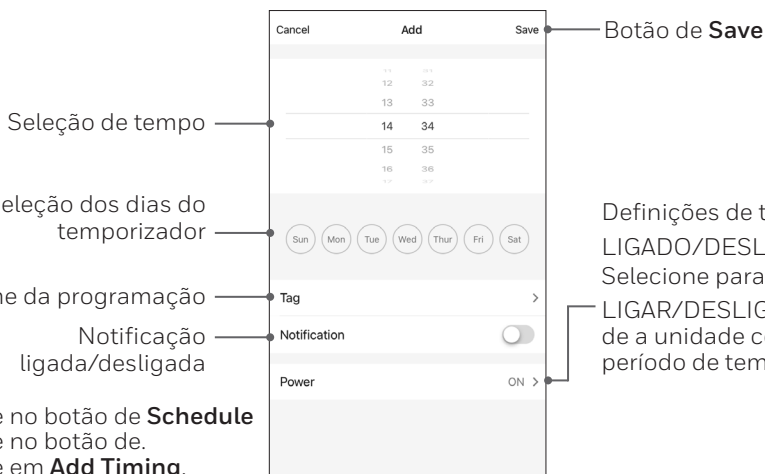 Cancel Add Save
Botão de Save
12 32
13 33
Seleção de tempo
14 34
15 35
16 36
eleção dos dias do
temporizador
Sun Mon Tue Wed Thur Fri Sat
Definições de t
LIGADO/DESL
Selecione para
LIGAR/DESLIG
de a unidade c
período de tem
ne da programação
Tag
Notificação
ligada/desligada
Notification
Power ON
e no botão de Schedule
e no botão de.
e em Add Timing.